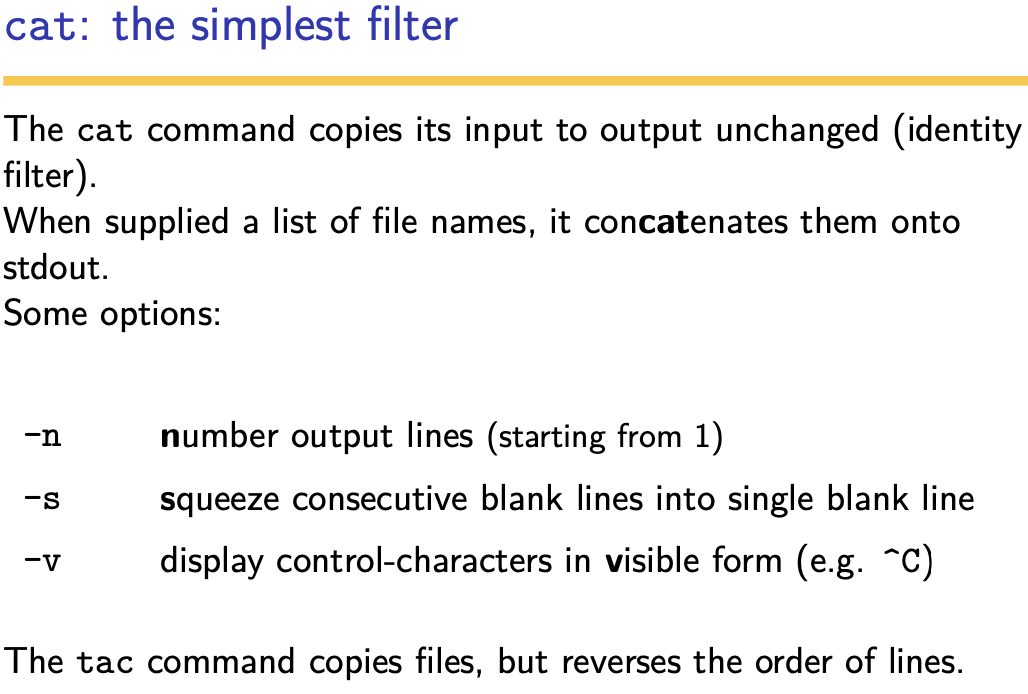 cat: the simplest filter
The cat command copies its input to output unchanged (identity
filter).
When supplied a list of file names, it concatenates them onto
stdout.
Some options:
-n number output lines (starting from 1)
-s squeeze consecutive blank lines into single blank line
-v display control-characters in visible form (e.g. ^C)
The tac command copies files, but reverses the order of lines.